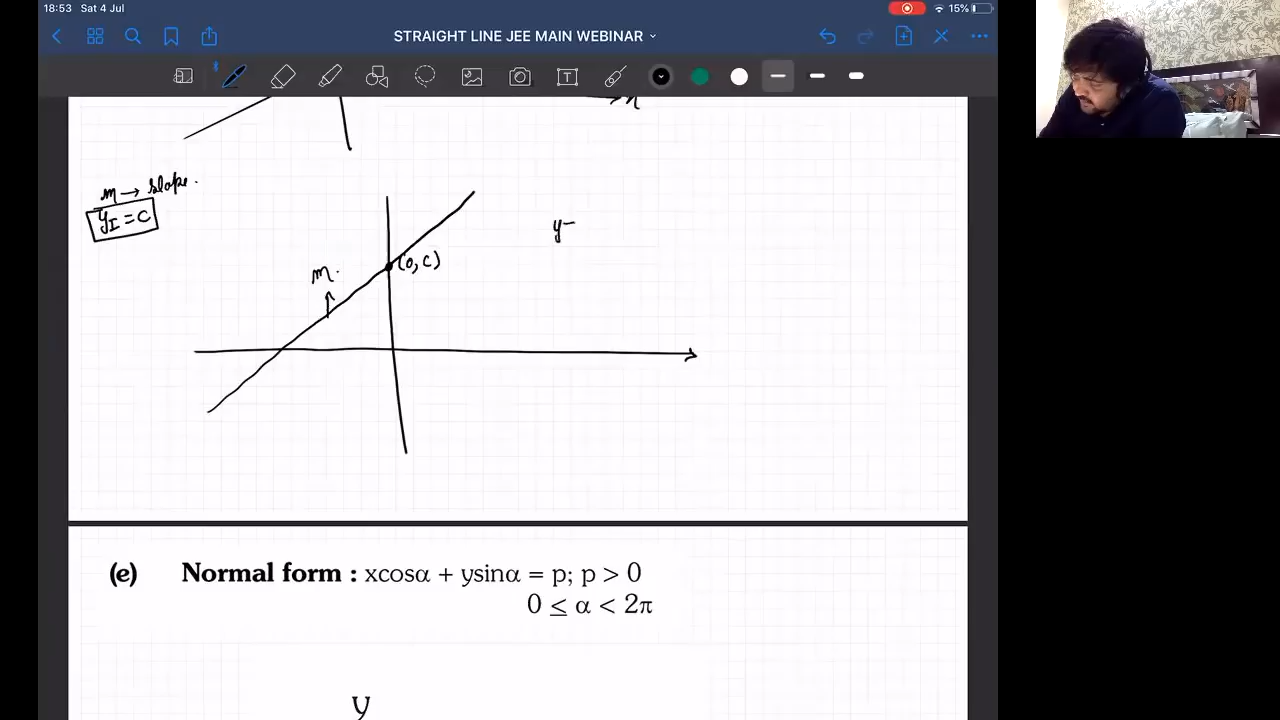 18:53 Sat 4 Jul
15%
STRAIGHT LINE JEE MAIN WEBINAR
T
x
m → slope.
y_I = c
y-
(0, c)
m.
(e) Normal form : xcosα + ysinα = p; p > 0
0 ≤ α < 2π
y